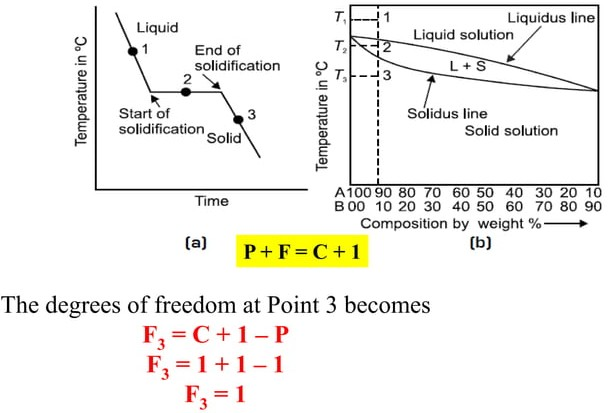 Temperature in ºC
Liquid
1
2
End of
solidification
Start of
solidification
3
Solid
Time
(a)
Temperature in ºC
T₁
1
Liquidus line
Liquid solution
T₂
2
L + S
T₃
3
Solidus line
Solid solution
A 100 90 80 70 60 50 40 30 20 10
B 00 10 20 30 40 50 60 70 80 90
Composition by weight %
(b)
P + F = C + 1
The degrees of freedom at Point 3 becomes
F₃ = C + 1 – P
F₃ = 1 + 1 – 1
F₃ = 1